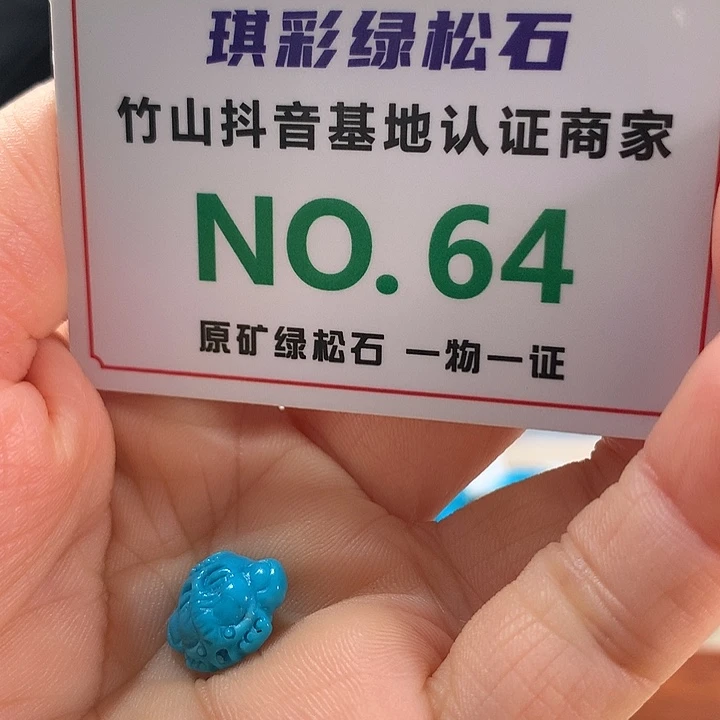 琪彩绿松石
竹山抖音基地认证商家
NO.64
原矿绿松石 一物一证